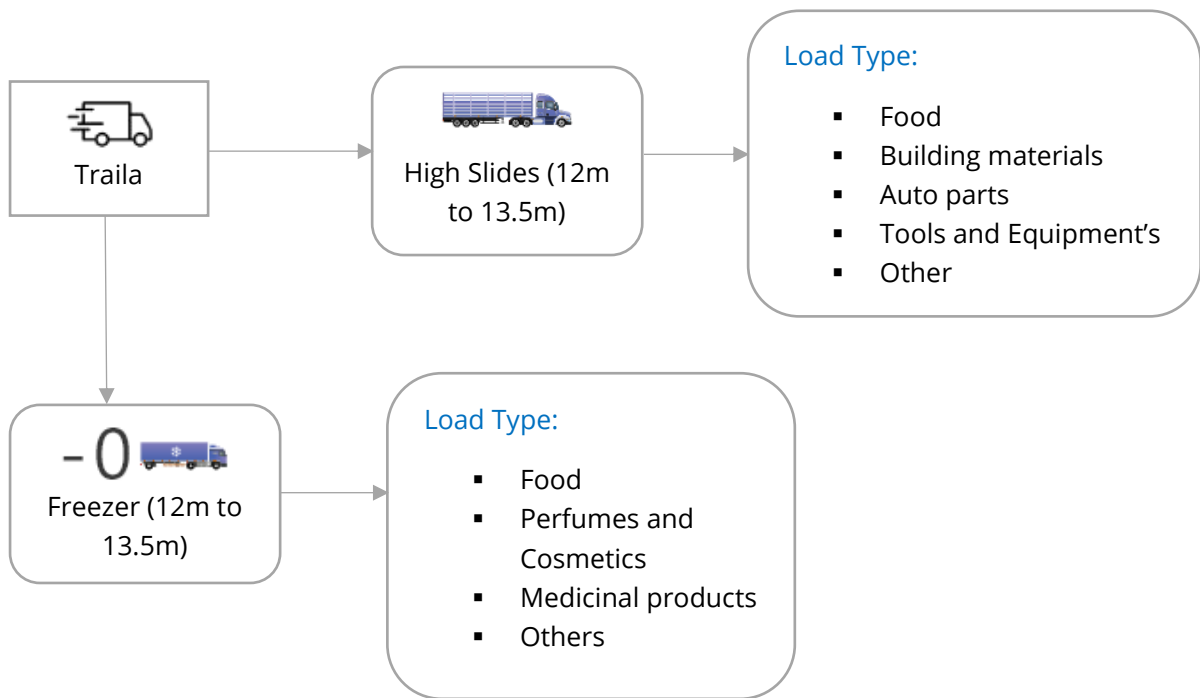 Traila
High Slides (12m
to 13.5m)
Load Type:
▪ Food
▪ Building materials
▪ Auto parts
▪ Tools and Equipment’s
▪ Other
-0
Freezer (12m to
13.5m)
Load Type:
▪ Food
▪ Perfumes and
Cosmetics
▪ Medicinal products
▪ Others